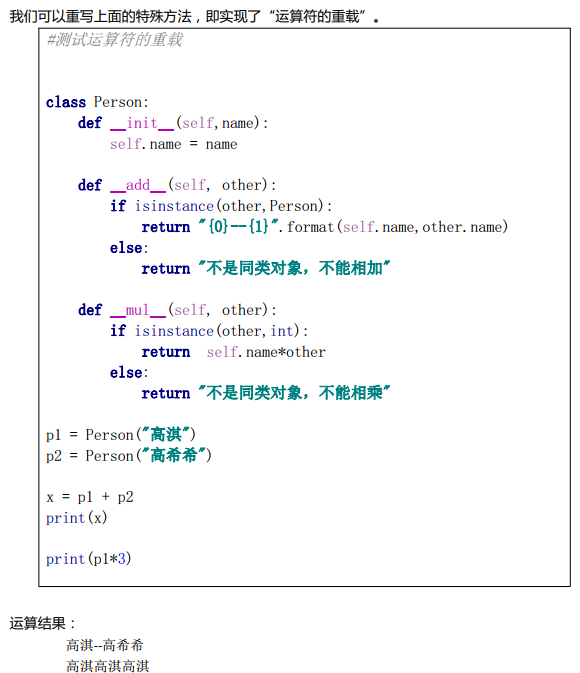 我们可以重写上面的特殊方法，即实现了“运算符的重载”。
#测试运算符的重载
class Person:
    def __init__(self,name):
        self.name = name
    def __add__(self, other):
        if isinstance(other,Person):
            return "{0}--{1}".format(self.name,other.name)
        else:
            return "不是同类对象，不能相加"
    def __mul__(self, other):
        if isinstance(other,int):
            return  self.name*other
        else:
            return "不是同类对象，不能相乘"
p1 = Person("高淇")
p2 = Person("高希希")
x = p1 + p2
print(x)
print(p1*3)
运算结果：
高淇--高希希
高淇高淇高淇